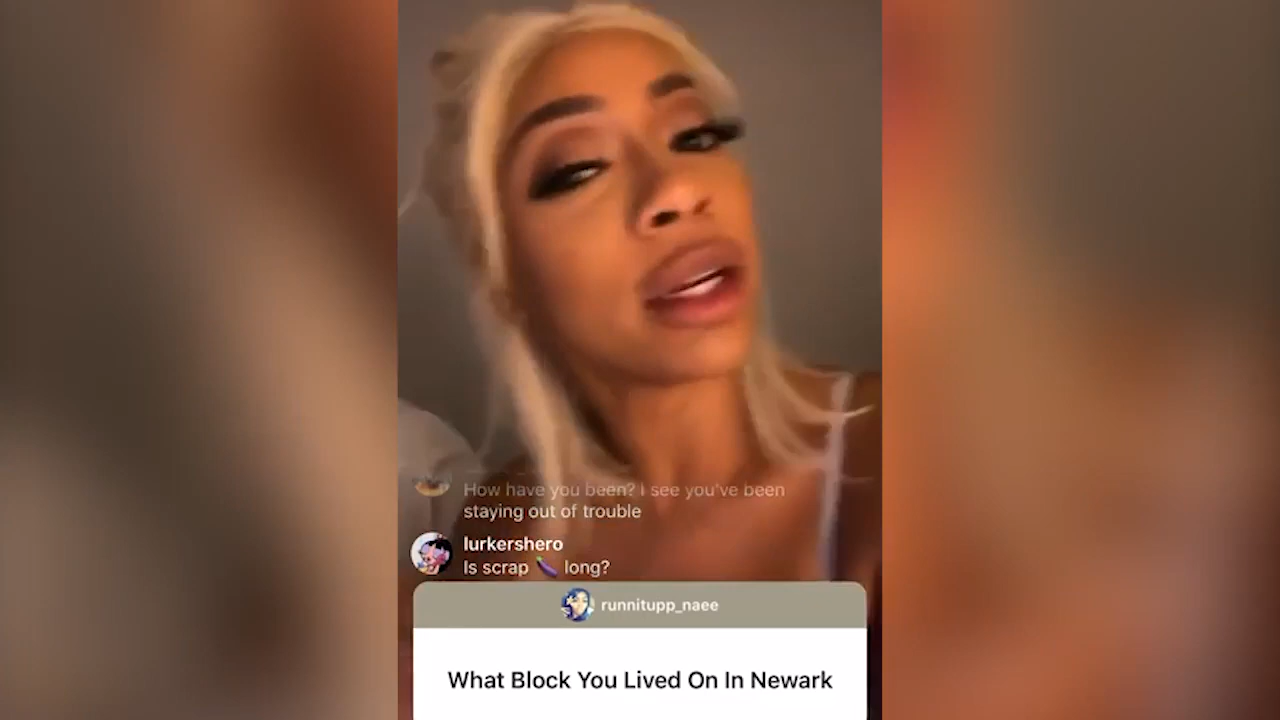 How have you been? I see you've been
staying out of trouble
lurkershero
Is scrap 🍆 long?
runnitupp_naee
What Block You Lived On In Newark